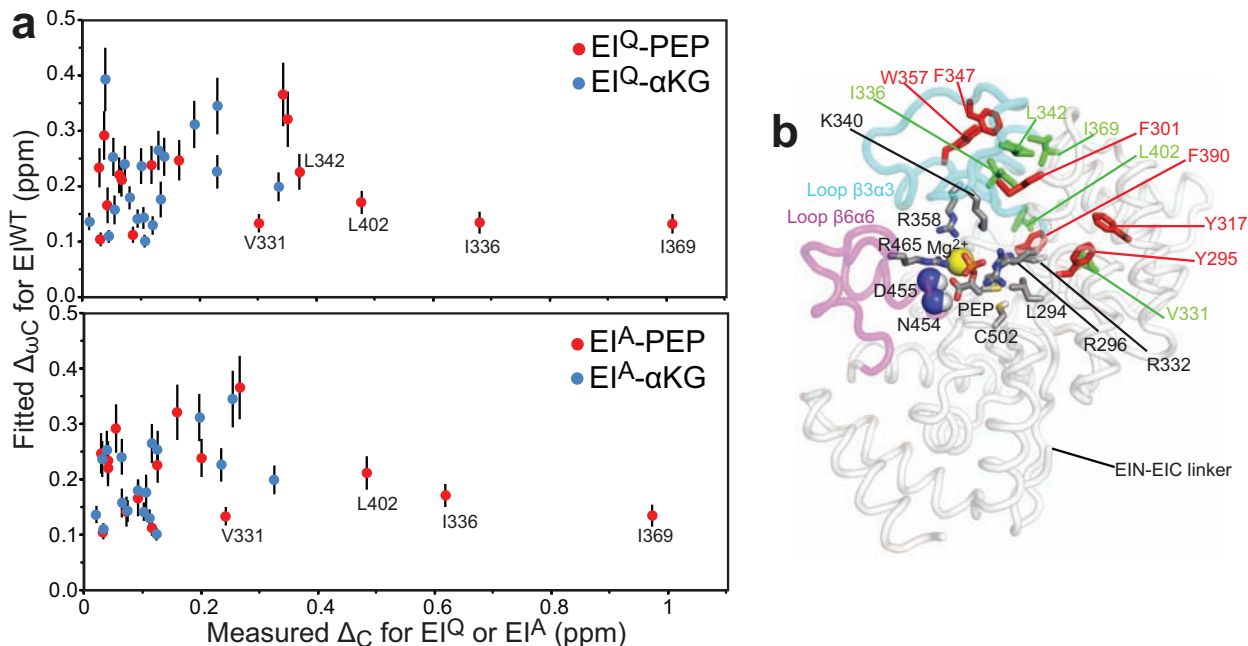 a
Fitted ΔωC for EI^WT (ppm)
0.5
0.4
0.3
0.2
0.1
0.0
EI^Q-PEP
EI^Q-αKG
L342
V331
L402
I336
I369
0.5
0.4
0.3
0.2
0.1
0.0
EI^A-PEP
EI^A-αKG
V331
L402
I336
I369
0 0.2 0.4 0.6 0.8 1
Measured ΔC for EI^Q or EI^A (ppm)
b
W357 F347
I336
K340
L342
I369
F301
L402
F390
Loop β3α3
Loop β6α6
R358
R465 Mg2+
Y317
Y295
D455
N454
PEP
L294
V331
C502
R296
R332
EIN-EIC linker